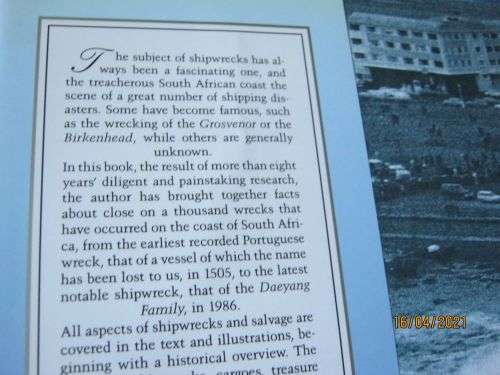 The subject of shipwrecks has al-
ways been a fascinating one, and
the treacherous South African coast the
scene of a great number of shipping dis-
asters. Some have become famous, such
as the wrecking of the Grosvenor or the
Birkenhead, while others are generally
unknown.
In this book, the result of more than eight
years' diligent and painstaking research,
the author has brought together facts
about close on a thousand wrecks that
have occurred on the coast of South Afri-
ca, from the earliest recorded Portuguese
wreck, that of a vessel of which the name
has been lost to us, in 1505, to the latest
notable shipwreck, that of the Daeyang
Family, in 1986.
All aspects of shipwrecks and salvage are
covered in the text and illustrations, be-
ginning with a historical overview. The
cargoes, treasure
16/04/2021